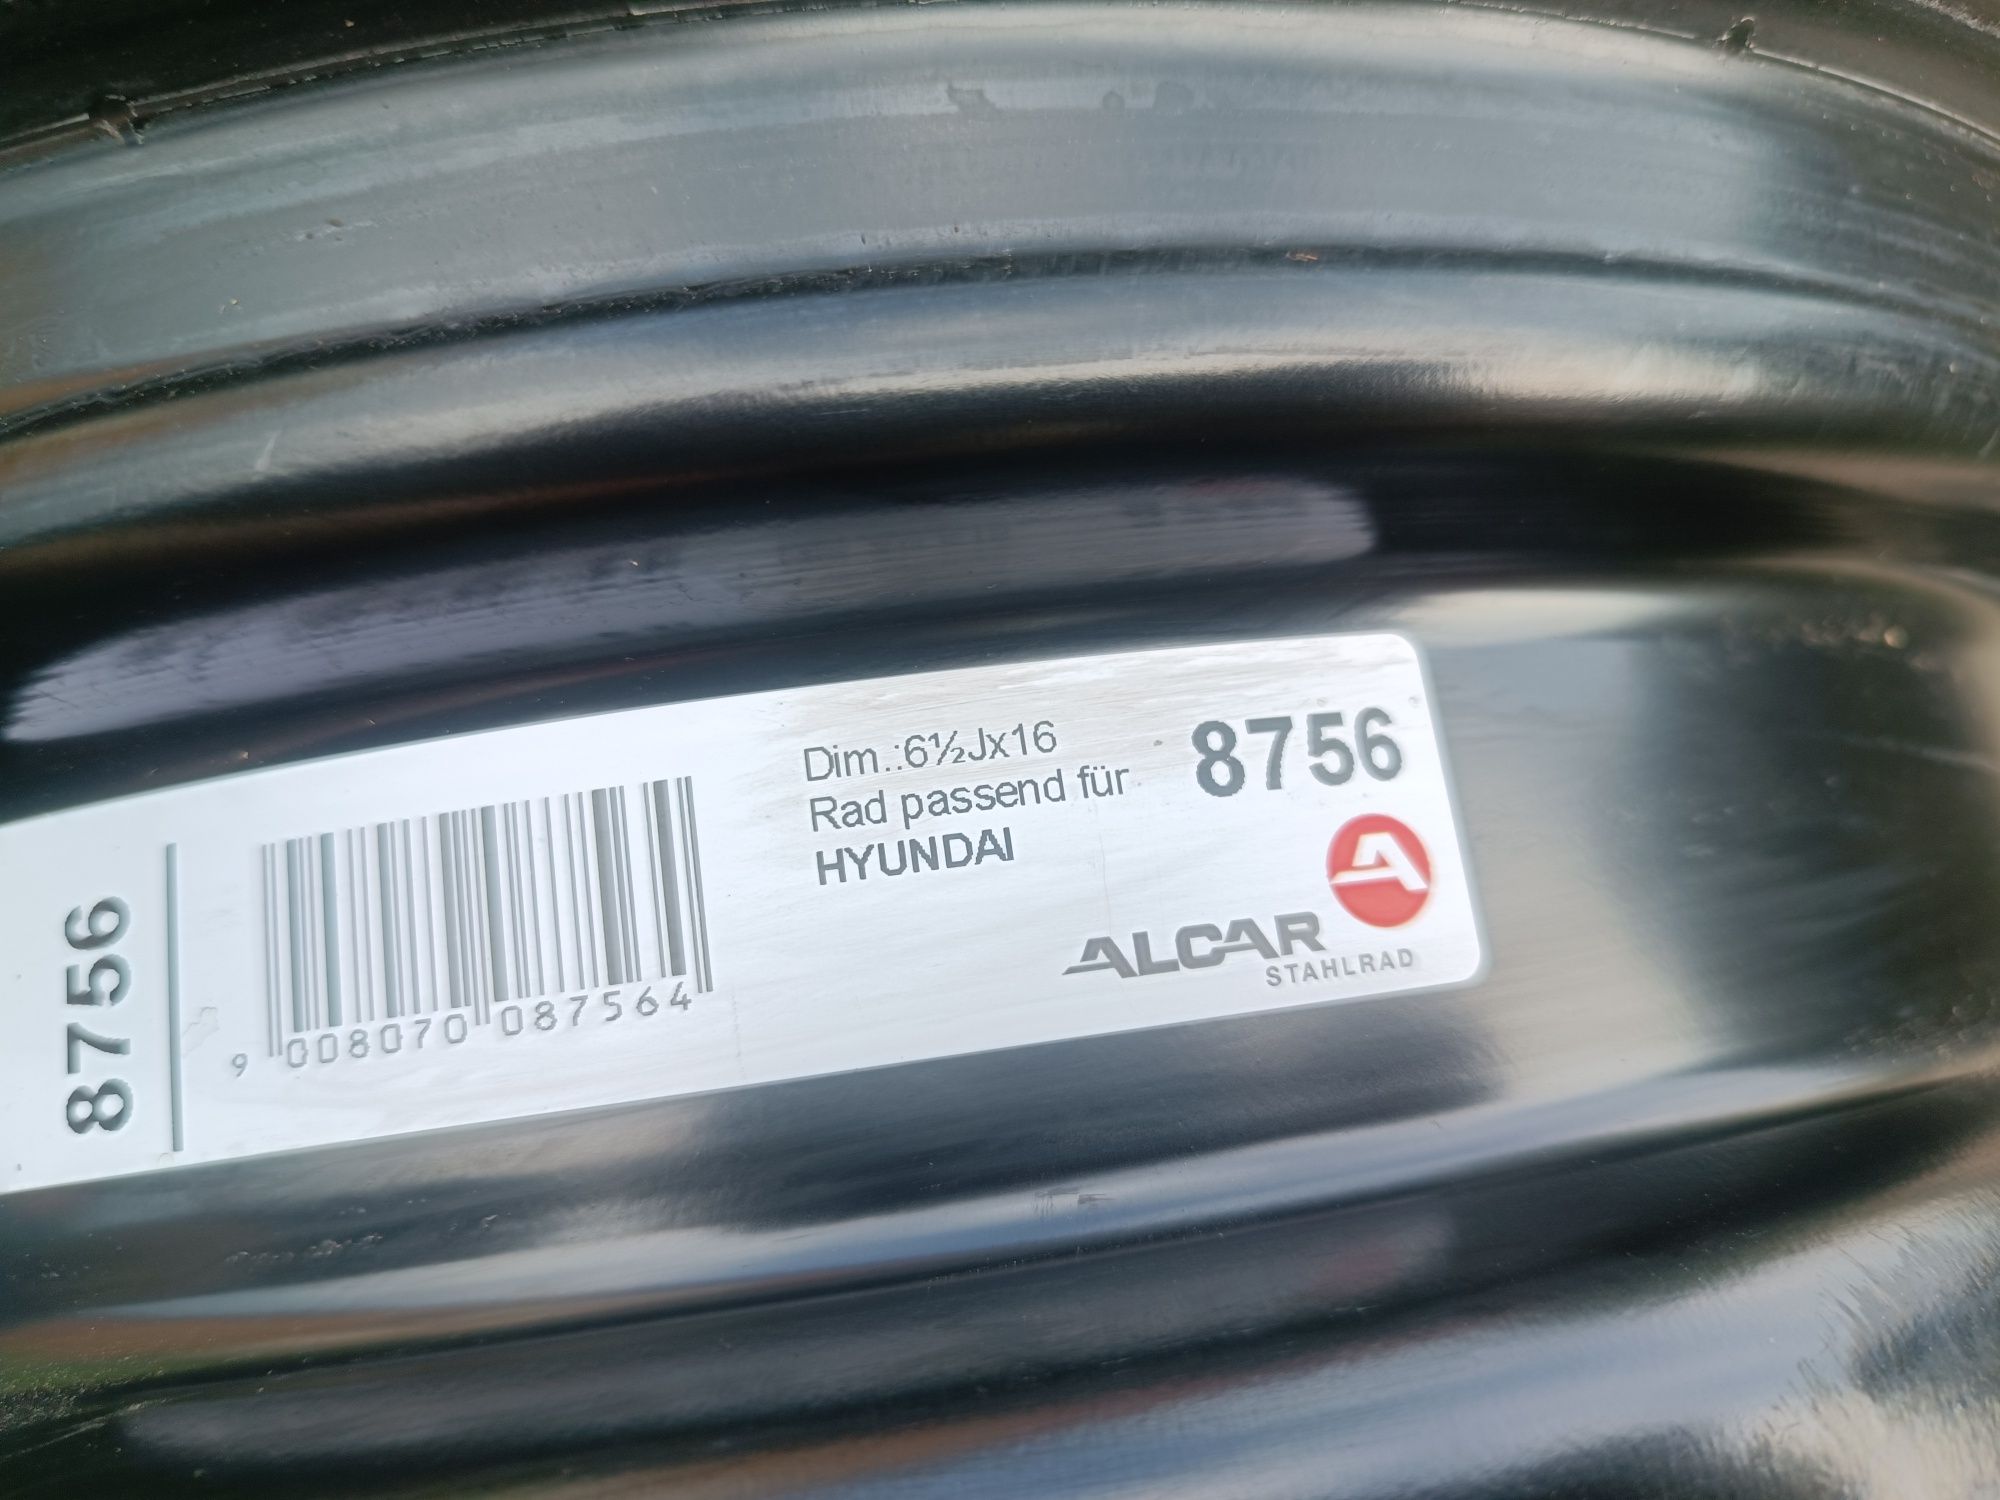 8756
9 008070 087564
Dim.:6½Jx16
Rad passend für
HYUNDAI
8756
ALCAR
STAHLRAD